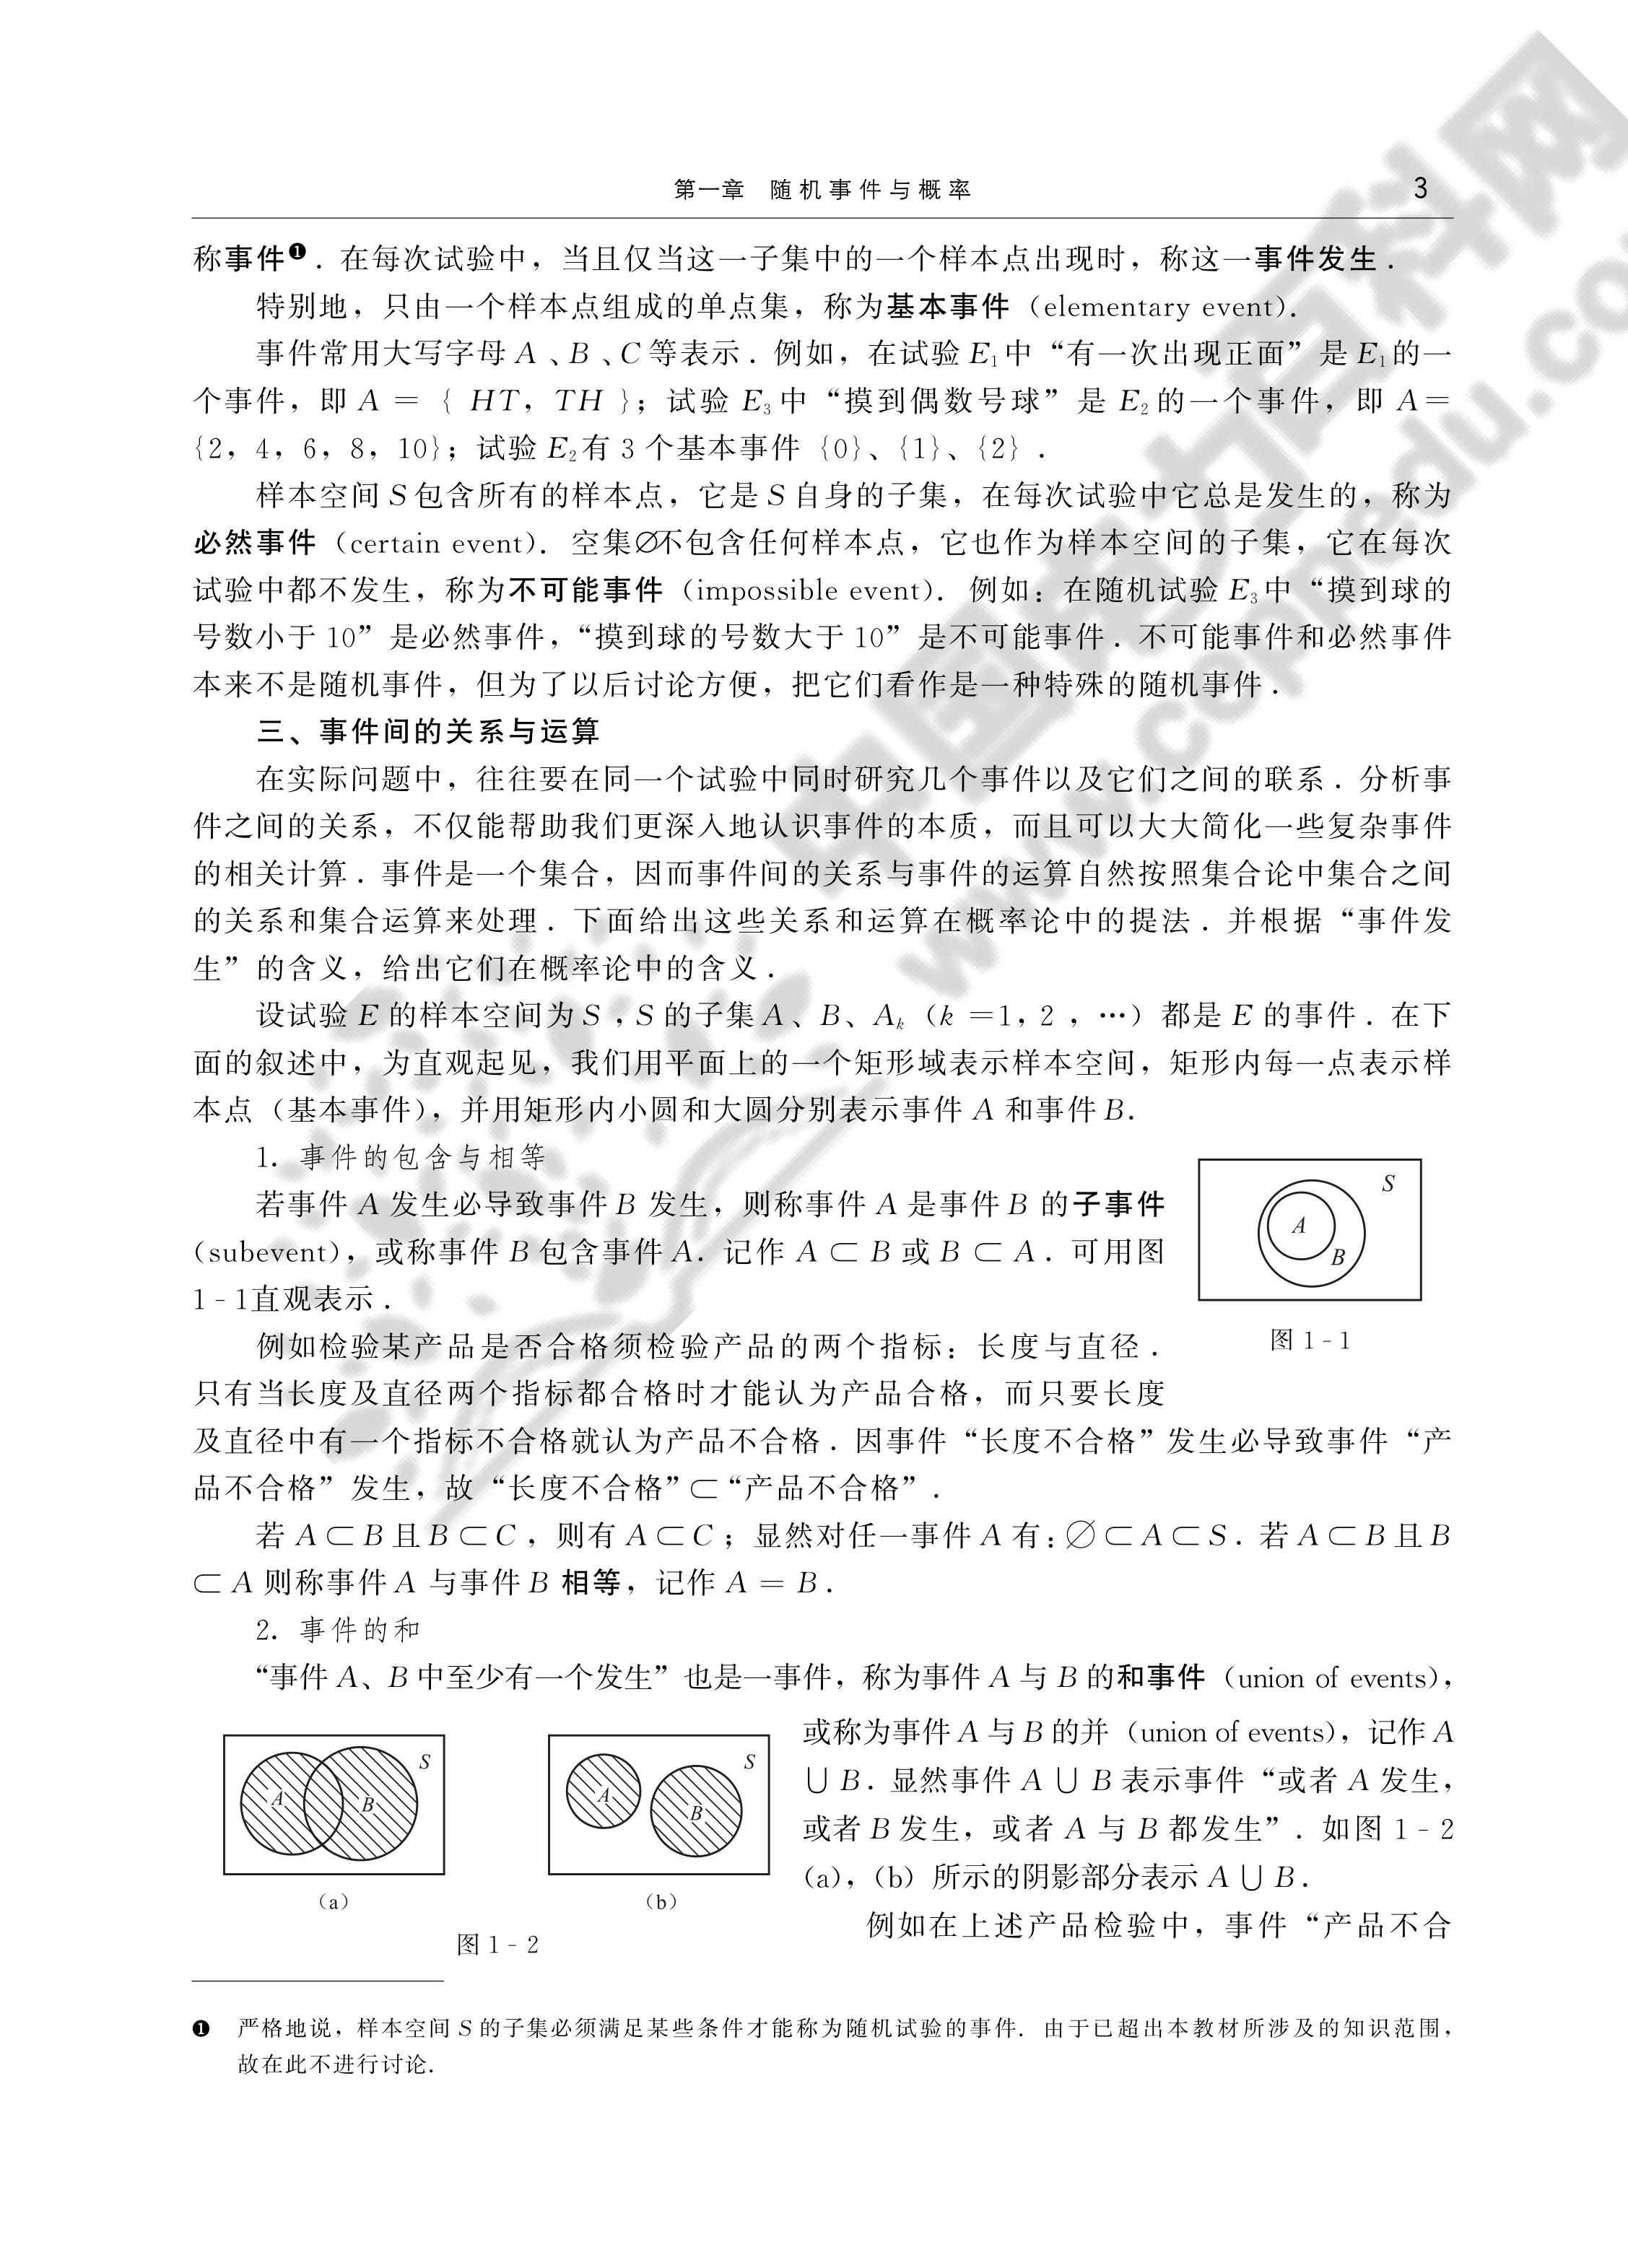 第一章 随机事件与概率 3
称事件❶．在每次试验中，当且仅当这一子集中的一个样本点出现时，称这一事件发生．
特别地，只由一个样本点组成的单点集，称为基本事件（elementary event）．
事件常用大写字母 A 、B 、C 等表示．例如，在试验 E₁中“有一次出现正面”是 E₁的一
个事件，即 A ＝ { HT，TH }；试验 E₃中“摸到偶数号球”是 E₂的一个事件，即 A＝
{2，4，6，8，10}；试验 E₂有 3 个基本事件 {0}、{1}、{2} ．
样本空间 S 包含所有的样本点，它是 S 自身的子集，在每次试验中它总是发生的，称为
必然事件（certain event）．空集∅不包含任何样本点，它也作为样本空间的子集，它在每次
试验中都不发生，称为不可能事件（impossible event）．例如：在随机试验 E₃中“摸到球的
号数小于 10”是必然事件，“摸到球的号数大于 10”是不可能事件．不可能事件和必然事件
本来不是随机事件，但为了以后讨论方便，把它们看作是一种特殊的随机事件．
三、事件间的关系与运算
在实际问题中，往往要在同一个试验中同时研究几个事件以及它们之间的联系．分析事
件之间的关系，不仅能帮助我们更深入地认识事件的本质，而且可以大大简化一些复杂事件
的相关计算．事件是一个集合，因而事件间的关系与事件的运算自然按照集合论中集合之间
的关系和集合运算来处理．下面给出这些关系和运算在概率论中的提法．并根据“事件发
生”的含义，给出它们在概率论中的含义．
设试验 E 的样本空间为 S ，S 的子集 A 、B、Aₖ（k ＝1，2 ，…）都是 E 的事件．在下
面的叙述中，为直观起见，我们用平面上的一个矩形域表示样本空间，矩形内每一点表示样
本点（基本事件），并用矩形内小圆和大圆分别表示事件 A 和事件 B．
1．事件的包含与相等
若事件 A 发生必导致事件 B 发生，则称事件 A 是事件 B 的子事件
（subevent），或称事件 B 包含事件 A．记作 A ⊂ B 或 B ⊂ A．可用图
1 - 1直观表示．
S
A
B
图 1 - 1
例如检验某产品是否合格须检验产品的两个指标：长度与直径．
只有当长度及直径两个指标都合格时才能认为产品合格，而只要长度
及直径中有一个指标不合格就认为产品不合格．因事件“长度不合格”发生必导致事件“产
品不合格”发生，故“长度不合格”⊂“产品不合格”．
若 A ⊂ B 且 B ⊂ C ，则有 A ⊂ C ；显然对任一事件 A 有：∅ ⊂ A ⊂ S．若 A ⊂ B 且 B
⊂ A 则称事件 A 与事件 B 相等，记作 A ＝ B．
2．事件的和
“事件 A、B 中至少有一个发生”也是一事件，称为事件 A 与 B 的和事件（union of events），
或称为事件 A 与 B 的并（union of events），记作 A
∪ B．显然事件 A ∪ B 表示事件“或者 A 发生，
或者 B 发生，或者 A 与 B 都发生”．如图 1 - 2
(a)，（b）所示的阴影部分表示 A ∪ B．
例如在上述产品检验中，事件“产品不合
A B S
（a）
A B S
（b）
图 1 - 2
❶ 严格地说，样本空间 S 的子集必须满足某些条件才能称为随机试验的事件．由于已超出本教材所涉及的知识范围，
故在此不进行讨论．
中国电力百科网
www.cepp​edu.co